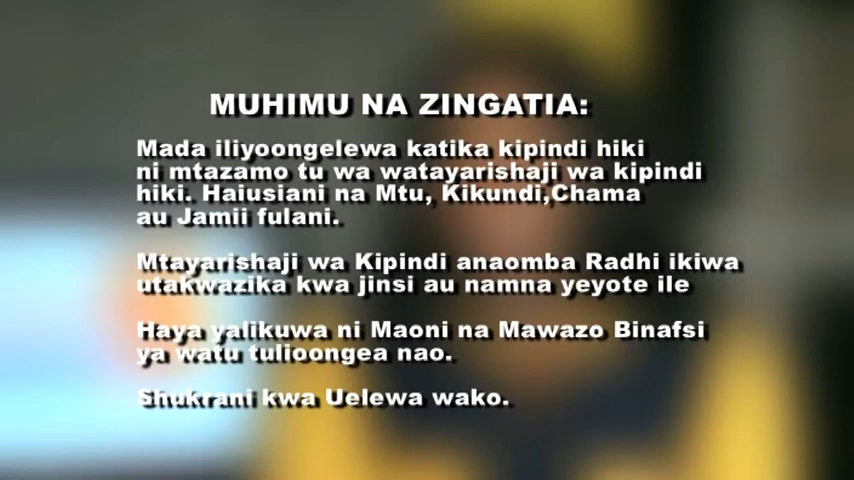 MUHIMU NA ZINGATIA:
Mada iliyoongelewa katika kipindi hiki
ni mtazamo tu wa watayarishaji wa kipindi
hiki. Haiusiani na Mtu, Kikundi,Chama
au Jamii fulani.
Mtayarishaji wa Kipindi anaomba Radhi ikiwa
utakwazika kwa jinsi au namna yeyote ile
Haya yalikuwa ni Maoni na Mawazo Binafsi
ya watu tulioongea nao.
Shukrani kwa Uelewa wako.